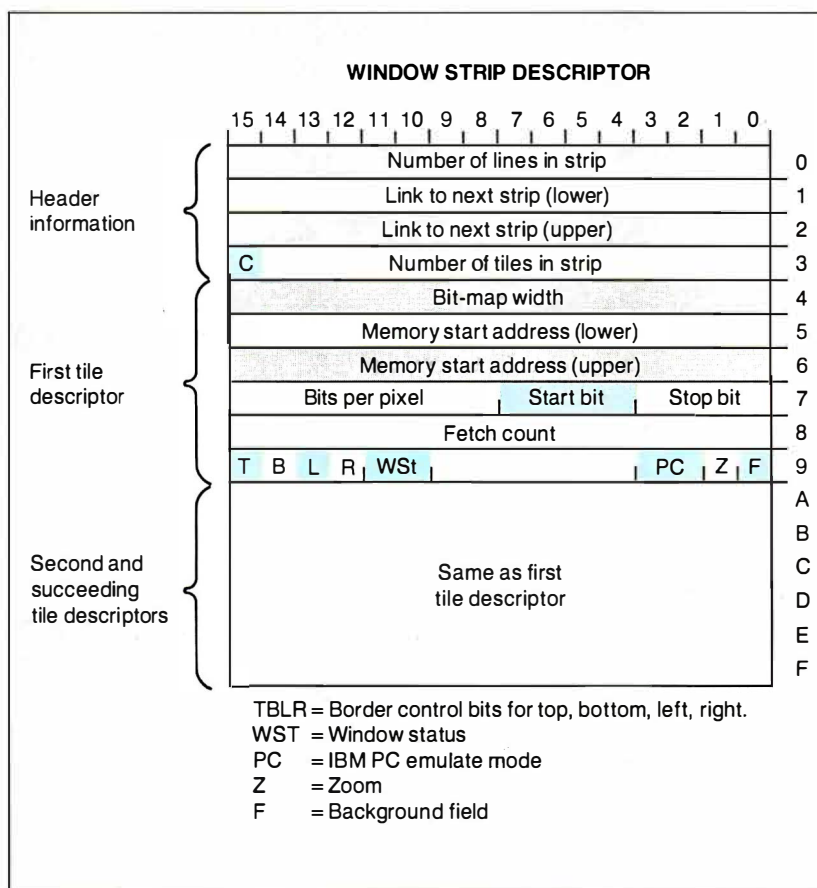 WINDOW STRIP DESCRIPTOR
15 14 13 12 11 10 9 8 7 6 5 4 3 2 1 0
Header
information
Number of lines in strip 0
Link to next strip (lower) 1
Link to next strip (upper) 2
C Number of tiles in strip 3
First tile
descriptor
Bit-map width 4
Memory start address (lower) 5
Memory start address (upper) 6
Bits per pixel Start bit Stop bit 7
Fetch count 8
T B L R WSt PC Z F 9
Second and
succeeding
tile descriptors
Same as first
tile descriptor
A
B
C
D
E
F
TBLR = Border control bits for top, bottom, left, right.
WST = Window status
PC = IBM PC emulate mode
Z = Zoom
F = Background field